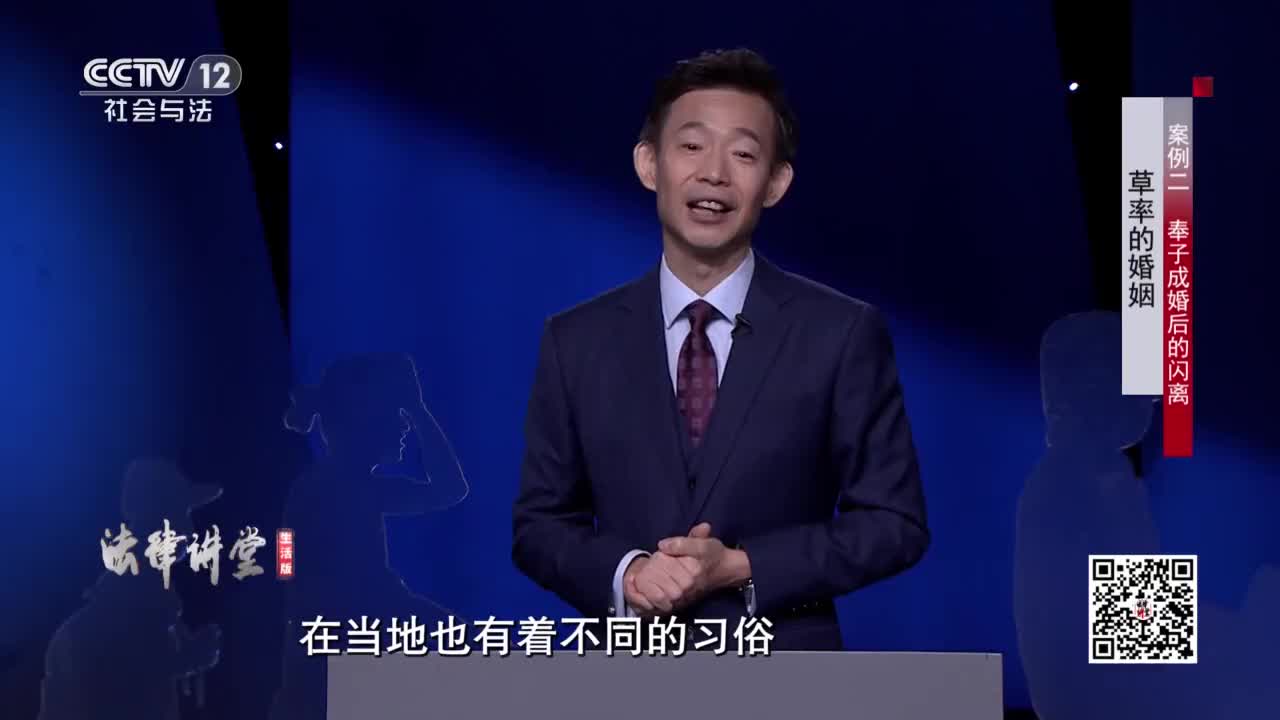 CCTV 12
社会与法
案例二 奉子成婚后的闪离
草率的婚姻
法律讲堂
生活版
在当地也有着不同的习俗